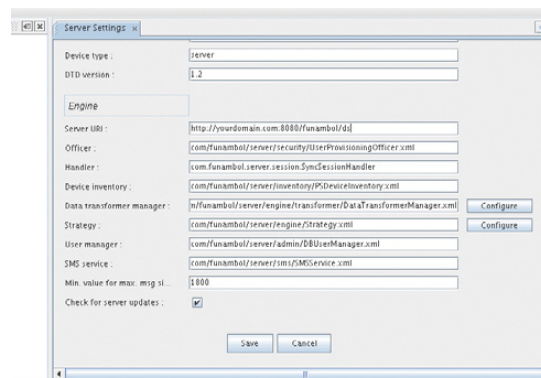 Server Settings
Device type : server
DTD version : 1.2
Engine
Server URI : http://yourdomain.com:8080/funambol/ds
Officer : com/funambol/server/security/UserProvisioningOfficer.xml
Handler : com.funambol.server.session.SyncSessionHandler
Device inventory : com/funambol/server/inventory/PSDeviceInventory.xml
Data transformer manager : n/funambol/server/engine/transformer/DataTransformerManager.xml Configure
Strategy : com/funambol/server/engine/Strategy.xml Configure
User manager : com/funambol/server/admin/DBUserManager.xml
SMS service : com/funambol/server/sms/SMSService.xml
Min. value for max. msg si... 1800
Check for server updates :
Save Cancel